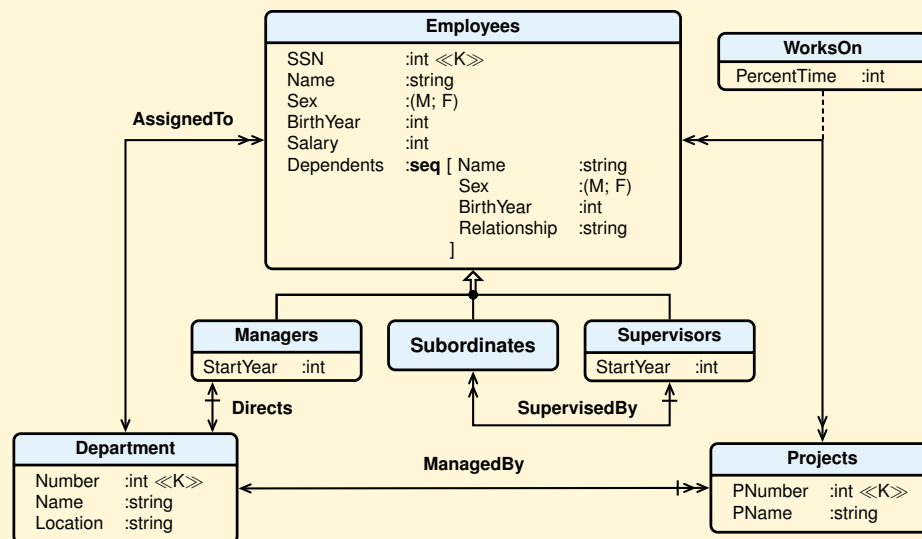 Employees
SSN :int ≪K≫
Name :string
Sex :(M; F)
BirthYear :int
Salary :int
Dependents :seq [ Name :string
Sex :(M; F)
BirthYear :int
Relationship :string
]
WorksOn
PercentTime :int
AssignedTo
Managers
StartYear :int
Subordinates
Supervisors
StartYear :int
Directs
SupervisedBy
Department
Number :int ≪K≫
Name :string
Location :string
ManagedBy
Projects
PNumber :int ≪K≫
PName :string